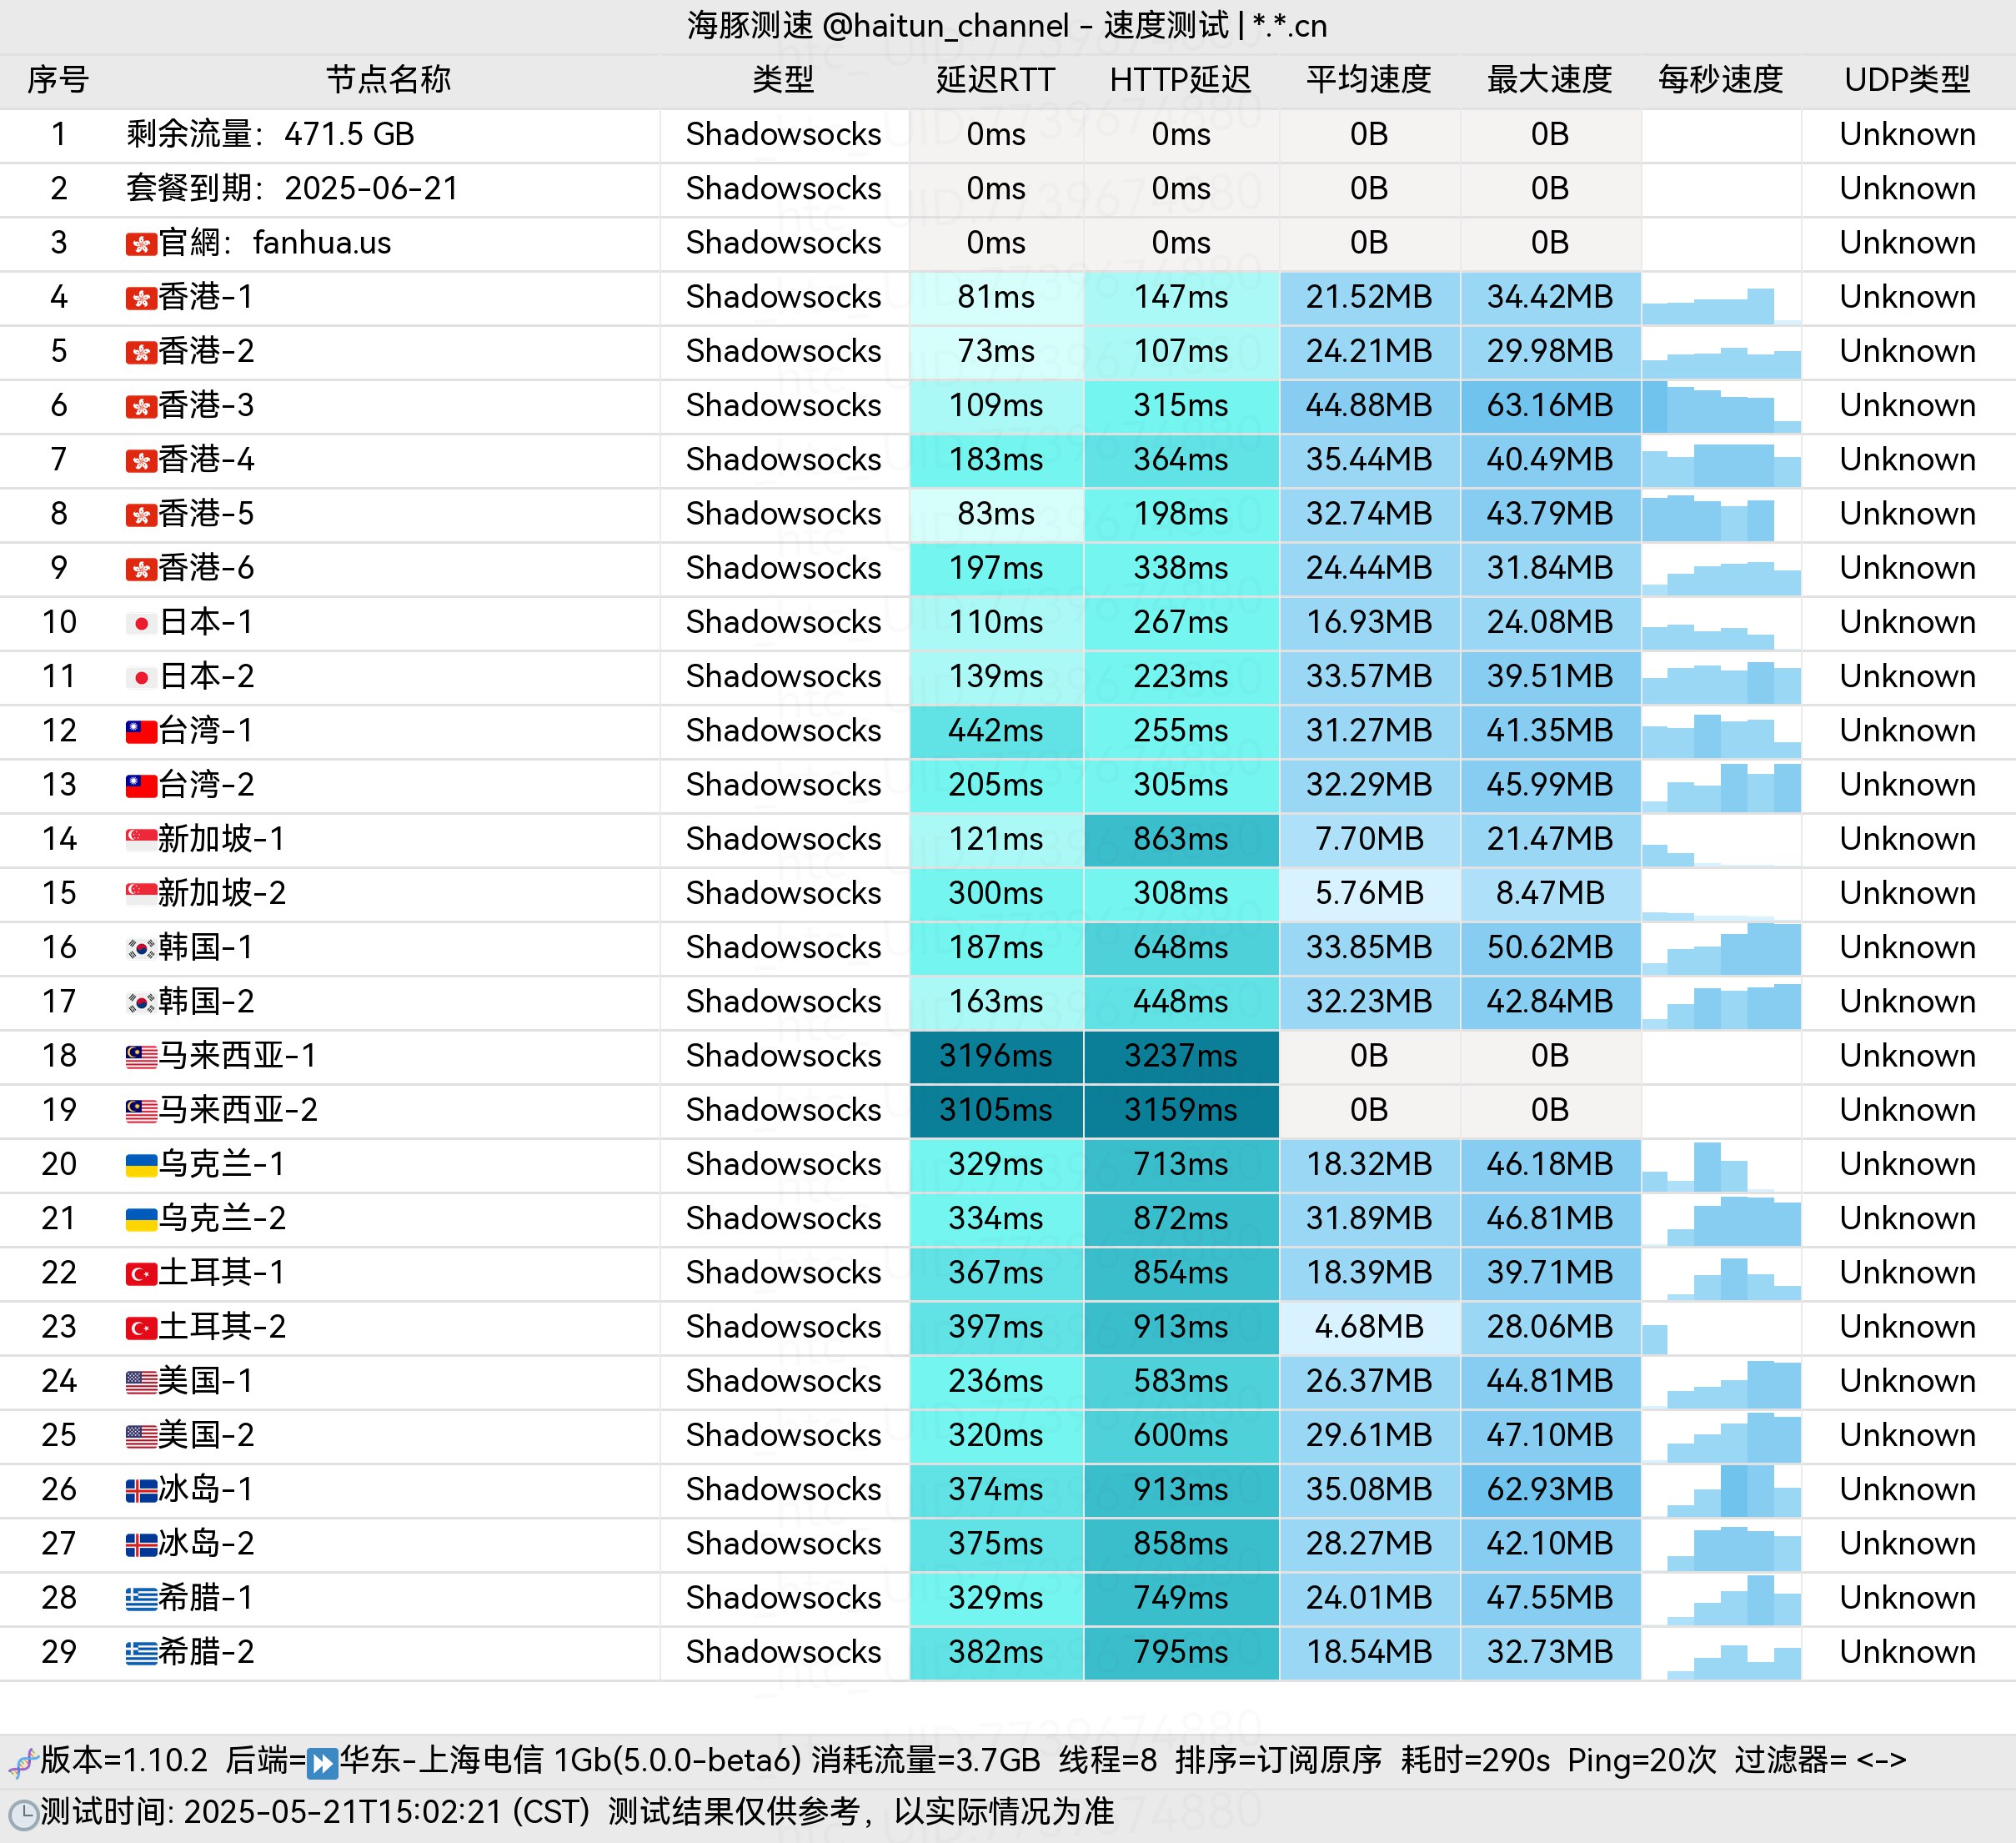 海豚测速 @haitun_channel - 速度测试 | *.*.cn
序号 节点名称 类型 延迟RTT HTTP延迟 平均速度 最大速度 每秒速度 UDP类型
1 剩余流量：471.5 GB Shadowsocks 0ms 0ms 0B 0B Unknown
2 套餐到期：2025-06-21 Shadowsocks 0ms 0ms 0B 0B Unknown
3 🇭🇰官網：fanhua.us Shadowsocks 0ms 0ms 0B 0B Unknown
4 🇭🇰香港-1 Shadowsocks 81ms 147ms 21.52MB 34.42MB Unknown
5 🇭🇰香港-2 Shadowsocks 73ms 107ms 24.21MB 29.98MB Unknown
6 🇭🇰香港-3 Shadowsocks 109ms 315ms 44.88MB 63.16MB Unknown
7 🇭🇰香港-4 Shadowsocks 183ms 364ms 35.44MB 40.49MB Unknown
8 🇭🇰香港-5 Shadowsocks 83ms 198ms 32.74MB 43.79MB Unknown
9 🇭🇰香港-6 Shadowsocks 197ms 338ms 24.44MB 31.84MB Unknown
10 🇯🇵日本-1 Shadowsocks 110ms 267ms 16.93MB 24.08MB Unknown
11 🇯🇵日本-2 Shadowsocks 139ms 223ms 33.57MB 39.51MB Unknown
12 🇹🇼台湾-1 Shadowsocks 442ms 255ms 31.27MB 41.35MB Unknown
13 🇹🇼台湾-2 Shadowsocks 205ms 305ms 32.29MB 45.99MB Unknown
14 🇸🇬新加坡-1 Shadowsocks 121ms 863ms 7.70MB 21.47MB Unknown
15 🇸🇬新加坡-2 Shadowsocks 300ms 308ms 5.76MB 8.47MB Unknown
16 🇰🇷韩国-1 Shadowsocks 187ms 648ms 33.85MB 50.62MB Unknown
17 🇰🇷韩国-2 Shadowsocks 163ms 448ms 32.23MB 42.84MB Unknown
18 🇲🇾马来西亚-1 Shadowsocks 3196ms 3237ms 0B 0B Unknown
19 🇲🇾马来西亚-2 Shadowsocks 3105ms 3159ms 0B 0B Unknown
20 🇺🇦乌克兰-1 Shadowsocks 329ms 713ms 18.32MB 46.18MB Unknown
21 🇺🇦乌克兰-2 Shadowsocks 334ms 872ms 31.89MB 46.81MB Unknown
22 🇹🇷土耳其-1 Shadowsocks 367ms 854ms 18.39MB 39.71MB Unknown
23 🇹🇷土耳其-2 Shadowsocks 397ms 913ms 4.68MB 28.06MB Unknown
24 🇺🇸美国-1 Shadowsocks 236ms 583ms 26.37MB 44.81MB Unknown
25 🇺🇸美国-2 Shadowsocks 320ms 600ms 29.61MB 47.10MB Unknown
26 🇮🇸冰岛-1 Shadowsocks 374ms 913ms 35.08MB 62.93MB Unknown
27 🇮🇸冰岛-2 Shadowsocks 375ms 858ms 28.27MB 42.10MB Unknown
28 🇬🇷希腊-1 Shadowsocks 329ms 749ms 24.01MB 47.55MB Unknown
29 🇬🇷希腊-2 Shadowsocks 382ms 795ms 18.54MB 32.73MB Unknown
🧬版本=1.10.2 后端=⏩华东-上海电信 1Gb(5.0.0-beta6) 消耗流量=3.7GB 线程=8 排序=订阅原序 耗时=290s Ping=20次 过滤器= <->
🕒测试时间: 2025-05-21T15:02:21 (CST) 测试结果仅供参考，以实际情况为准